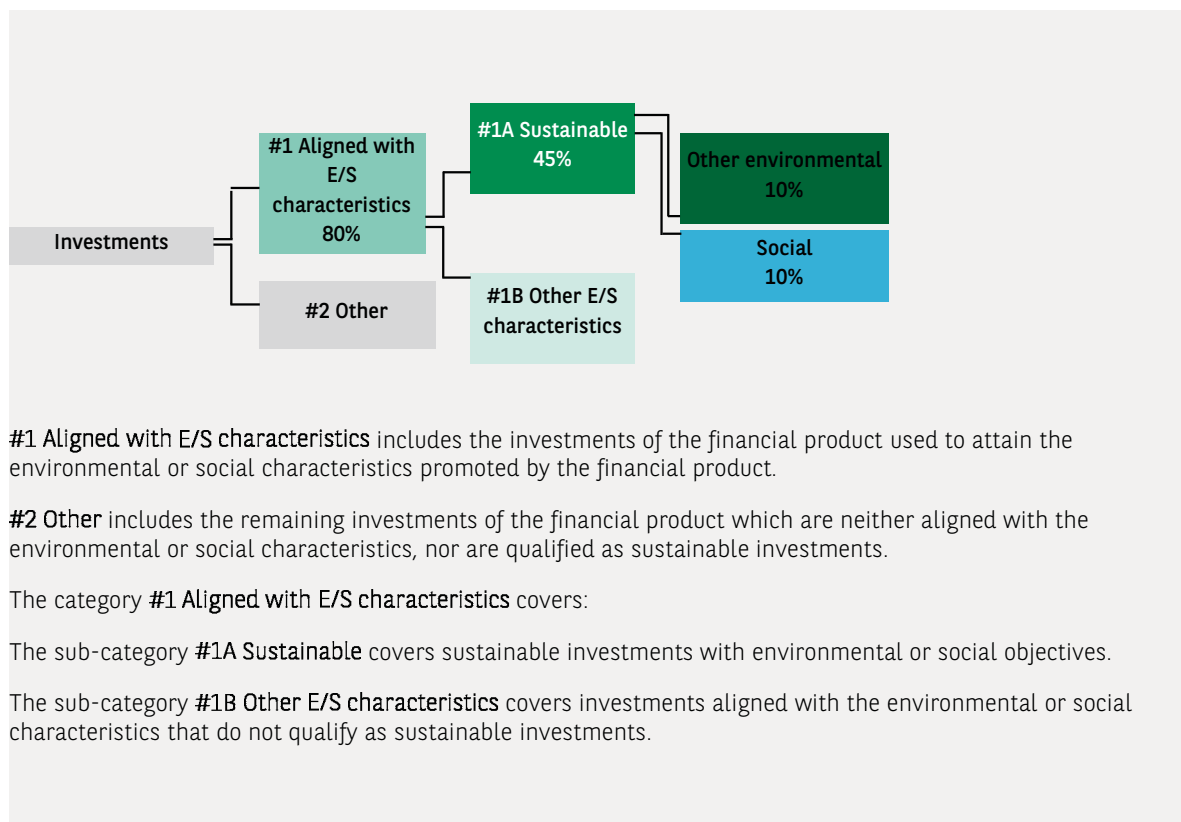 #1A Sustainable
45%
#1 Aligned with
E/S
characteristics
80%
Other environmental
10%
Investments
Social
10%
#2 Other
#1B Other E/S
characteristics
#1 Aligned with E/S characteristics includes the investments of the financial product used to attain the
environmental or social characteristics promoted by the financial product.
#2 Other includes the remaining investments of the financial product which are neither aligned with the
environmental or social characteristics, nor are qualified as sustainable investments.
The category #1 Aligned with E/S characteristics covers:
The sub-category #1A Sustainable covers sustainable investments with environmental or social objectives.
The sub-category #1B Other E/S characteristics covers investments aligned with the environmental or social
characteristics that do not qualify as sustainable investments.